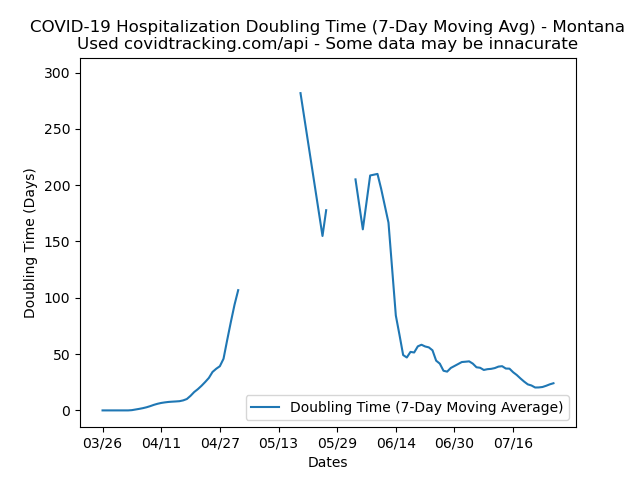 COVID-19 Hospitalization Doubling Time (7-Day Moving Avg) - Montana
Used covidtracking.com/api - Some data may be innacurate
300
250
200
150
100
50
0
Doubling Time (Days)
Doubling Time (7-Day Moving Average)
03/26 04/11 04/27 05/13 05/29 06/14 06/30 07/16
Dates